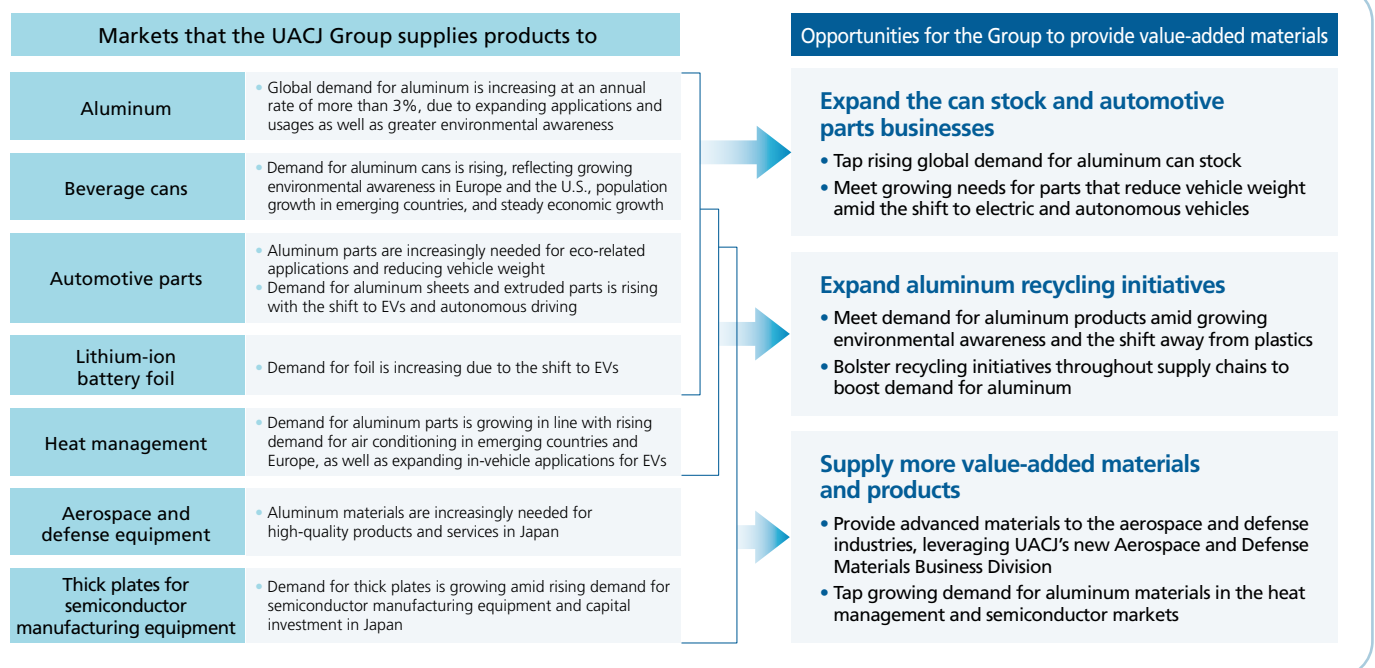 Markets that the UACJ Group supplies products to
Aluminum
• Global demand for aluminum is increasing at an annual
rate of more than 3%, due to expanding applications and
usages as well as greater environmental awareness
Beverage cans
• Demand for aluminum cans is rising, reflecting growing
environmental awareness in Europe and the U.S., population
growth in emerging countries, and steady economic growth
Automotive parts
• Aluminum parts are increasingly needed for eco-related
applications and reducing vehicle weight
• Demand for aluminum sheets and extruded parts is rising
with the shift to EVs and autonomous driving
Lithium-ion
battery foil
• Demand for foil is increasing due to the shift to EVs
Heat management
• Demand for aluminum parts is growing in line with rising
demand for air conditioning in emerging countries and
Europe, as well as expanding in-vehicle applications for EVs
Aerospace and
defense equipment
• Aluminum materials are increasingly needed for
high-quality products and services in Japan
Thick plates for
semiconductor
manufacturing equipment
• Demand for thick plates is growing amid rising demand for
semiconductor manufacturing equipment and capital
investment in Japan
Opportunities for the Group to provide value-added materials
Expand the can stock and automotive
parts businesses
• Tap rising global demand for aluminum can stock
• Meet growing needs for parts that reduce vehicle weight
amid the shift to electric and autonomous vehicles
Expand aluminum recycling initiatives
• Meet demand for aluminum products amid growing
environmental awareness and the shift away from plastics
• Bolster recycling initiatives throughout supply chains to
boost demand for aluminum
Supply more value-added materials
and products
• Provide advanced materials to the aerospace and defense
industries, leveraging UACJ's new Aerospace and Defense
Materials Business Division
• Tap growing demand for aluminum materials in the heat
management and semiconductor markets